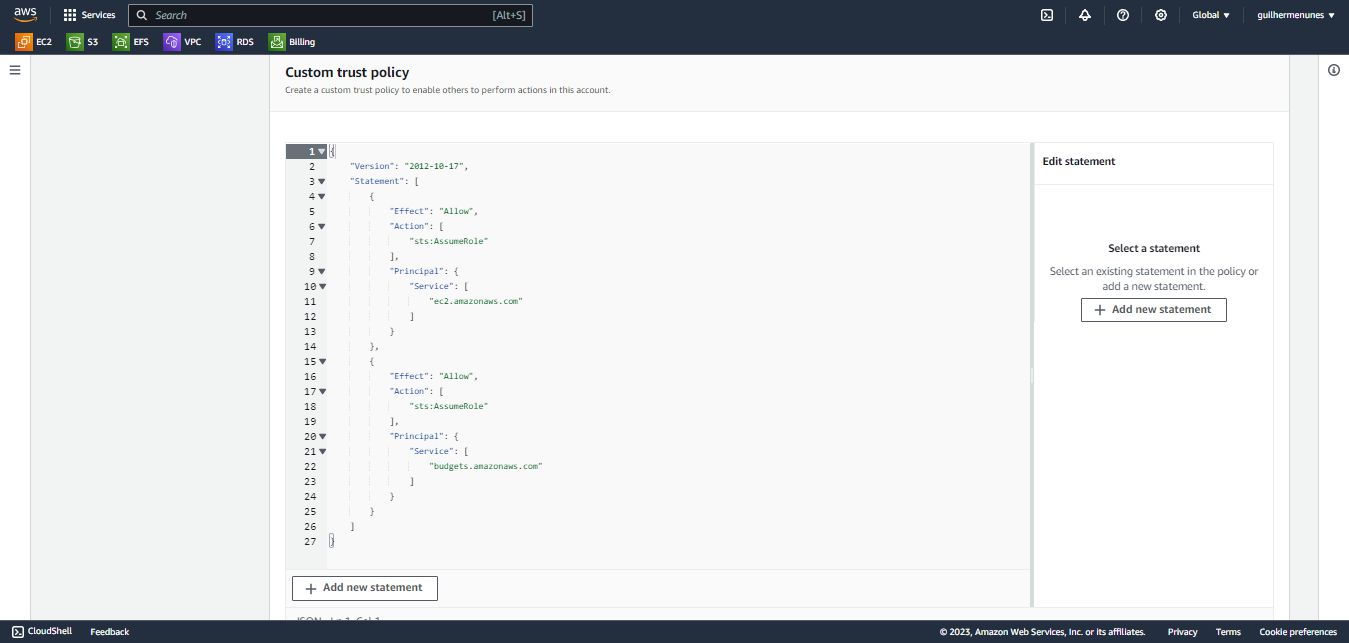 aws
Services
Search
[Alt+S]
Global
guilhermenunes
EC2
S3
EFS
VPC
RDS
Billing
Custom trust policy
Create a custom trust policy to enable others to perform actions in this account.
1 {
2 "Version": "2012-10-17",
3 "Statement": [
4 {
5 "Effect": "Allow",
6 "Action": [
7 "sts:AssumeRole"
8 ],
9 "Principal": {
10 "Service": [
11 "ec2.amazonaws.com"
12 ]
13 }
14 },
15 {
16 "Effect": "Allow",
17 "Action": [
18 "sts:AssumeRole"
19 ],
20 "Principal": {
21 "Service": [
22 "budgets.amazonaws.com"
23 ]
24 }
25 }
26 ]
27 }
Edit statement
Select a statement
Select an existing statement in the policy or
add a new statement.
+ Add new statement
+ Add new statement
JSON Ln 1, Col 1
CloudShell
Feedback
© 2023, Amazon Web Services, Inc. or its affiliates.
Privacy
Terms
Cookie preferences